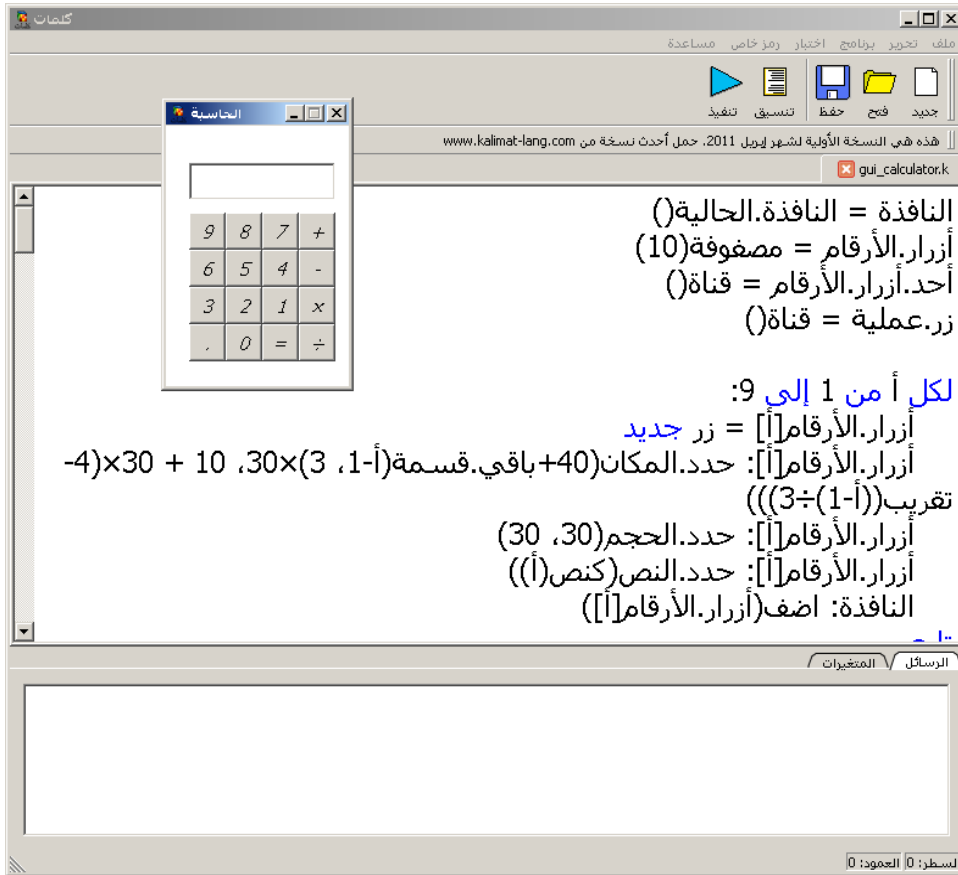 كلمات
ملف تحرير برنامج اختبار رمز خاص مساعدة
جديد فتح حفظ تنسيق تنفيذ
هذه هي النسخة الأولية لشهر إبريل 2011. حمل أحدث نسخة من www.kalimat-lang.com
gui_calculator.k
النافذة = النافذة.الحالية()
أزرار.الأرقام = مصفوفة(10)
أحد.أزرار.الأرقام = قناة()
زر.عملية = قناة()
لكل أ من 1 إلى 9:
أزرار.الأرقام[أ] = زر جديد
أزرار.الأرقام[أ]: حدد.المكان(40+باقي.قسمة(أ-1، 3)×30، 10 + 30×(4-
تقريب((أ-1)÷3)))
أزرار.الأرقام[أ]: حدد.الحجم(30، 30)
أزرار.الأرقام[أ]: حدد.النص(كنص(أ))
النافذة: اضف(أزرار.الأرقام[أ])
الحاسبة
9 8 7 +
6 5 4 -
3 2 1 ×
. 0 = ÷
الرسائل المتغيرات
السطر: 0 العمود: 0